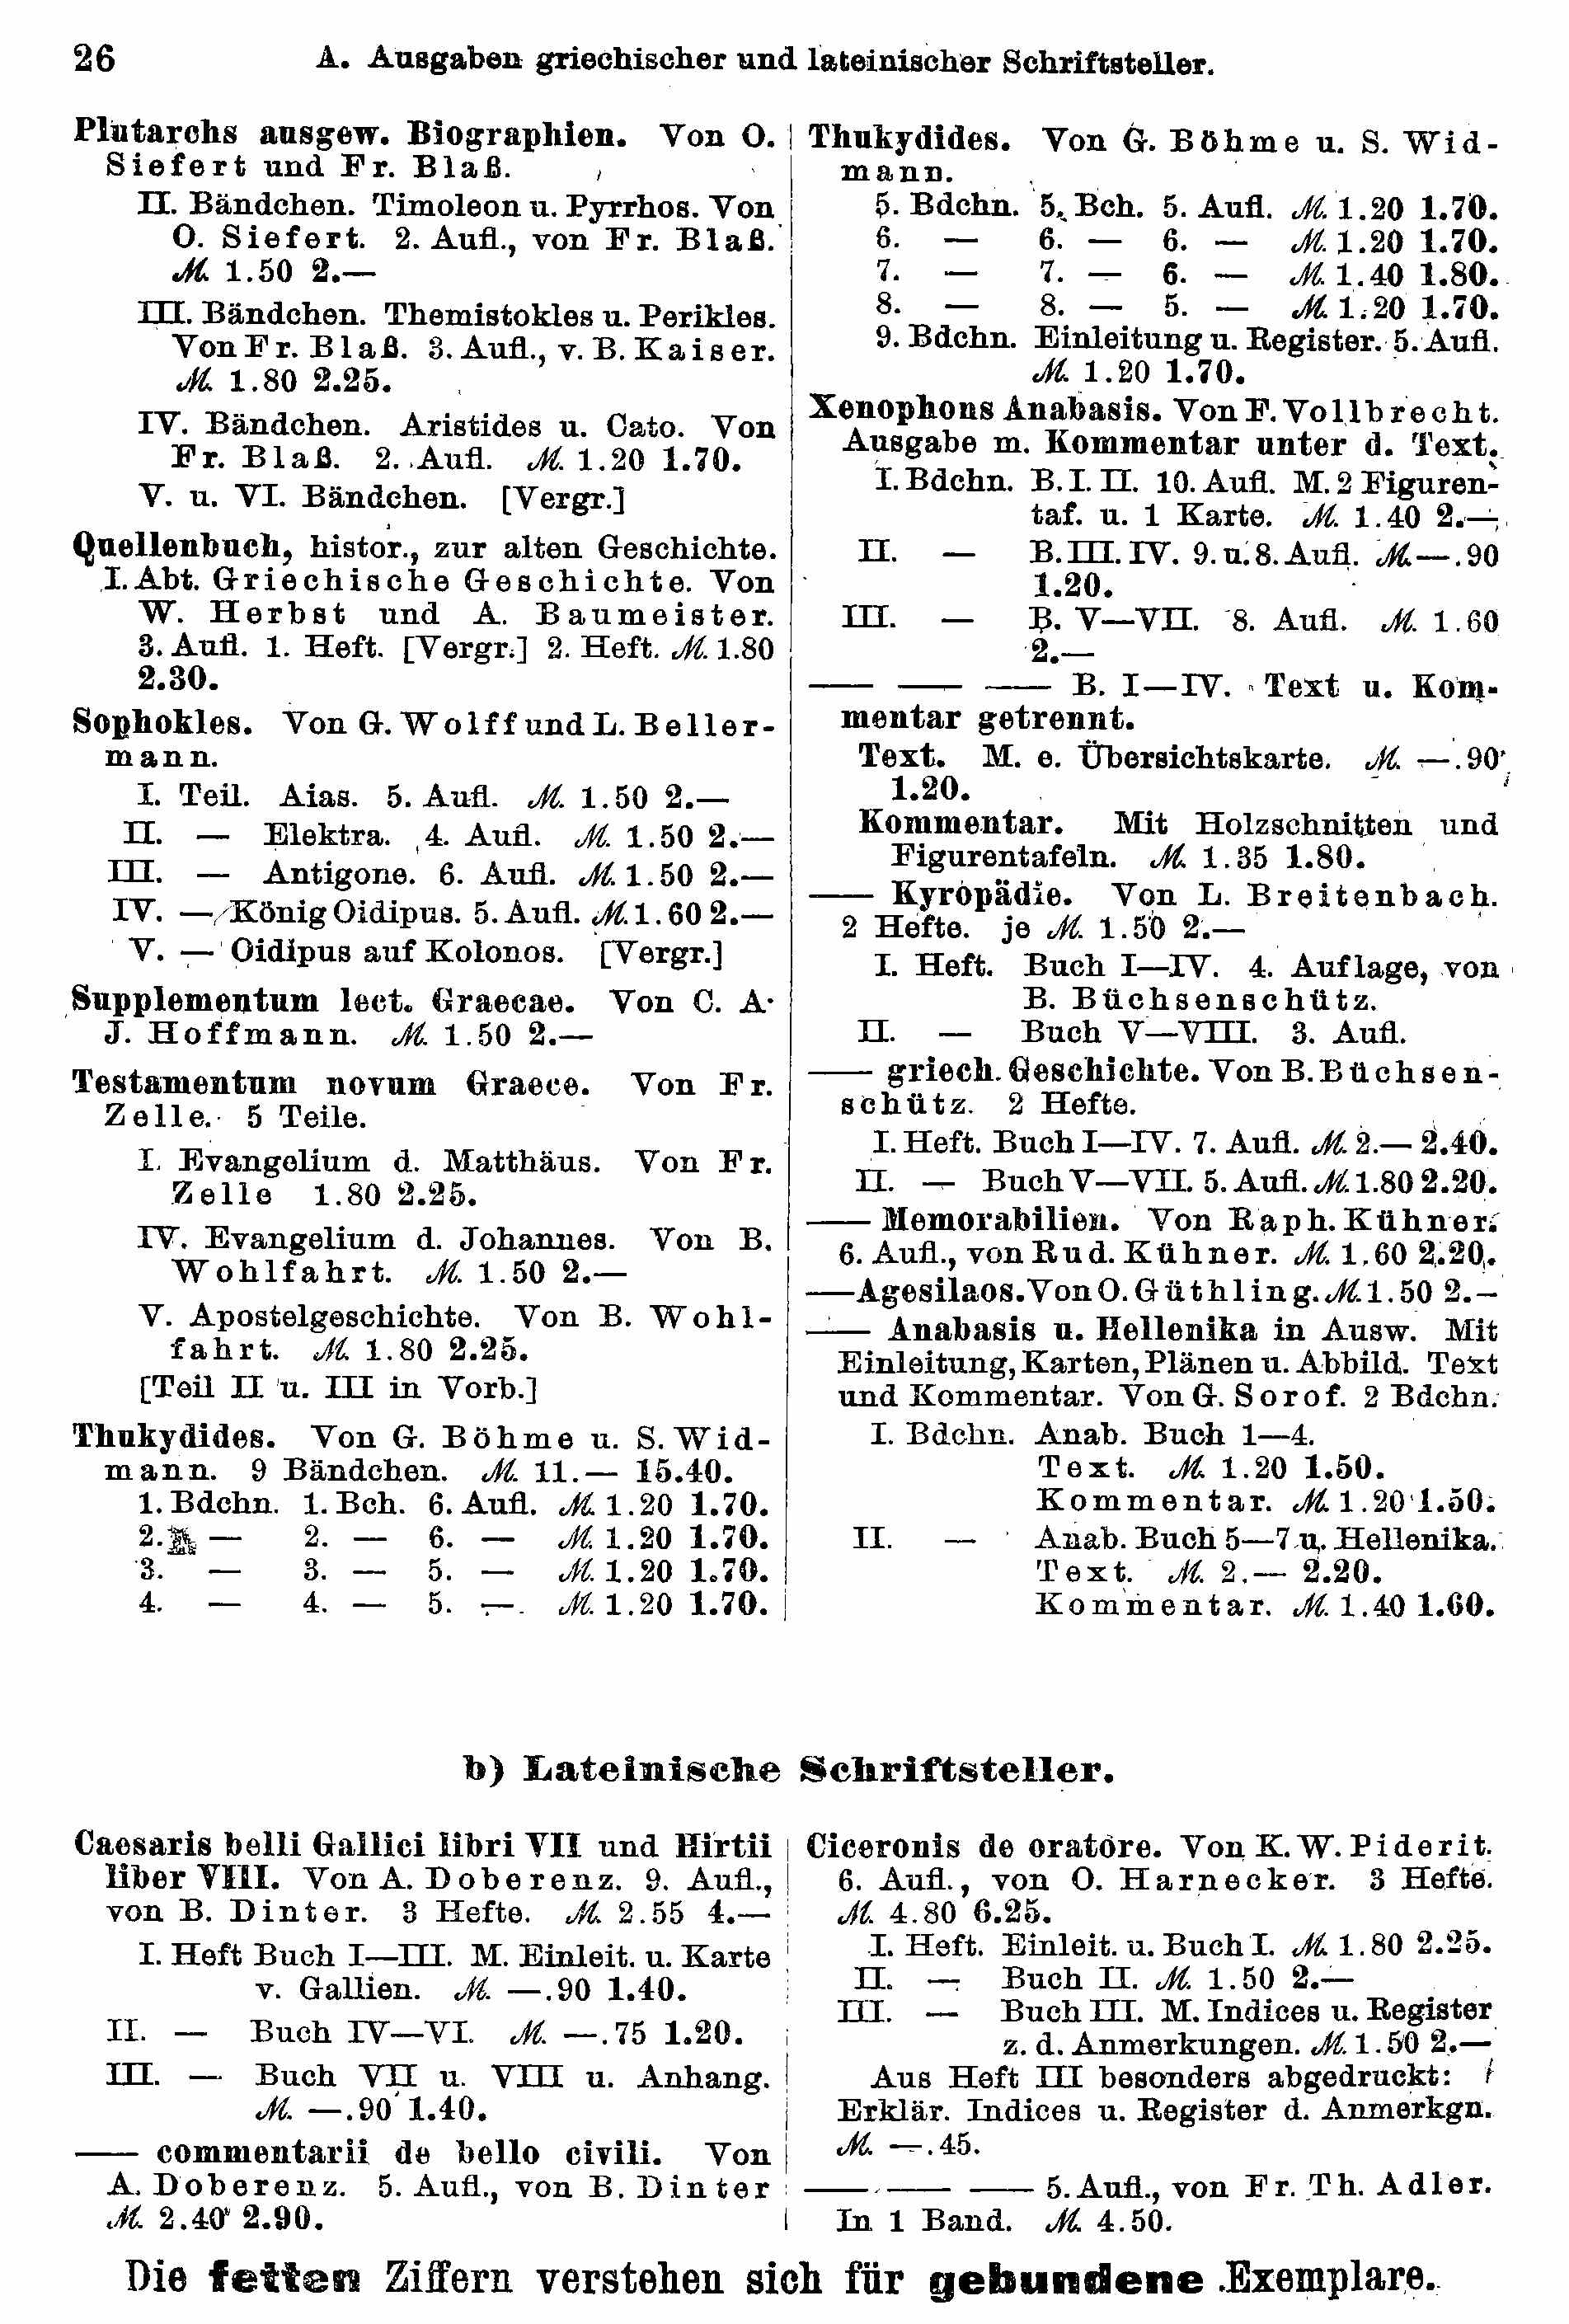 26 A. Ausgaben griechischer und lateinischer Schriftsteller.
Plutarchs ausgew. Biographien. Von O.
Siefert und Fr. Blaß.
II. Bändchen. Timoleon u. Pyrrhos. Von
O. Siefert. 2. Aufl., von Fr. Blaß.
ℳ 1.50 2.—
III. Bändchen. Themistokles u. Perikles.
Von Fr. Blaß. 3. Aufl., v. B. Kaiser.
ℳ 1.80 2.25.
IV. Bändchen. Aristides u. Cato. Von
Fr. Blaß. 2. Aufl. ℳ 1.20 1.70.
V. u. VI. Bändchen. [Vergr.]
Quellenbuch, histor., zur alten Geschichte.
I. Abt. Griechische Geschichte. Von
W. Herbst und A. Baumeister.
3. Aufl. 1. Heft. [Vergr.] 2. Heft. ℳ 1.80
2.30.
Sophokles. Von G. Wolff und L. Beller-
mann.
I. Teil. Aias. 5. Aufl. ℳ 1.50 2.—
II. — Elektra. 4. Aufl. ℳ 1.50 2.—
III. — Antigone. 6. Aufl. ℳ 1.50 2.—
IV. — König Oidipus. 5. Aufl. ℳ 1.60 2.—
V. — Oidipus auf Kolonos. [Vergr.]
Supplementum lect. Graecae. Von C. A.
J. Hoffmann. ℳ 1.50 2.—
Testamentum novum Graece. Von Fr.
Zelle. 5 Teile.
I. Evangelium d. Matthäus. Von Fr.
Zelle 1.80 2.25.
IV. Evangelium d. Johannes. Von B.
Wohlfahrt. ℳ 1.50 2.—
V. Apostelgeschichte. Von B. Wohl-
fahrt. ℳ 1.80 2.25.
[Teil II u. III in Vorb.]
Thukydides. Von G. Böhme u. S. Wid-
mann. 9 Bändchen. ℳ 11.— 15.40.
1. Bdchn. 1. Bch. 6. Aufl. ℳ 1.20 1.70.
2. — 2. — 6. — ℳ 1.20 1.70.
3. — 3. — 5. — ℳ 1.20 1.70.
4. — 4. — 5. — ℳ 1.20 1.70.
Thukydides. Von G. Böhme u. S. Wid-
mann.
5. Bdchn. 5. Bch. 5. Aufl. ℳ 1.20 1.70.
6. — 6. — 6. — ℳ 1.20 1.70.
7. — 7. — 6. — ℳ 1.40 1.80.
8. — 8. — 5. — ℳ 1.20 1.70.
9. Bdchn. Einleitung u. Register. 5. Aufl.
ℳ 1.20 1.70.
Xenophons Anabasis. Von F. Vollbrecht.
Ausgabe m. Kommentar unter d. Text.
I. Bdchn. B. I. II. 10. Aufl. M. 2 Figuren-
taf. u. 1 Karte. ℳ 1.40 2.—
II. — B. III. IV. 9. u. 8. Aufl. ℳ —.90
1.20.
III. — B. V—VII. 8. Aufl. ℳ 1.60
2.—
— — — B. I—IV. Text u. Kom-
mentar getrennt.
Text. M. e. Übersichtskarte. ℳ —.90
1.20.
Kommentar. Mit Holzschnitten und
Figurentafeln. ℳ 1.35 1.80.
— Kyropädie. Von L. Breitenbach.
2 Hefte. je ℳ 1.50 2.—
I. Heft. Buch I—IV. 4. Auflage, von
B. Büchsenschütz.
II. — Buch V—VIII. 3. Aufl.
— griech. Geschichte. Von B. Büchsen-
schütz. 2 Hefte.
I. Heft. Buch I—IV. 7. Aufl. ℳ 2.— 2.40.
II. — Buch V—VII. 5. Aufl. ℳ 1.80 2.20.
— Memorabilien. Von Raph. Kühner.
6. Aufl., von Rud. Kühner. ℳ 1.60 2.20.
— Agesilaos. Von O. Güthling. ℳ 1.50 2.—
— Anabasis u. Hellenika in Ausw. Mit
Einleitung, Karten, Plänen u. Abbild. Text
und Kommentar. Von G. Sorof. 2 Bdchn.
I. Bdchn. Anab. Buch 1—4.
Text. ℳ 1.20 1.50.
Kommentar. ℳ 1.20 1.50.
II. — Anab. Buch 5—7 u. Hellenika.
Text. ℳ 2.— 2.20.
Kommentar. ℳ 1.40 1.60.
b) Lateinische Schriftsteller.
Caesaris belli Gallici libri VII und Hirtii
liber VIII. Von A. Doberenz. 9. Aufl.,
von B. Dinter. 3 Hefte. ℳ 2.55 4.—
I. Heft Buch I—III. M. Einleit. u. Karte
v. Gallien. ℳ —.90 1.40.
II. — Buch IV—VI. ℳ —.75 1.20.
III. — Buch VII u. VIII u. Anhang.
ℳ —.90 1.40.
— commentarii de bello civili. Von
A. Doberenz. 5. Aufl., von B. Dinter
ℳ 2.40 2.90.
Ciceronis de oratore. Von K. W. Piderit.
6. Aufl., von O. Harnecker. 3 Hefte.
ℳ 4.80 6.25.
I. Heft. Einleit. u. Buch I. ℳ 1.80 2.25.
II. — Buch II. ℳ 1.50 2.—
III. — Buch III. M. Indices u. Register
z. d. Anmerkungen. ℳ 1.50 2.—
Aus Heft III besonders abgedruckt:
Erklär. Indices u. Register d. Anmerkgn.
ℳ —.45.
— — — 5. Aufl., von Fr. Th. Adler.
In 1 Band. ℳ 4.50.
Die fetten Ziffern verstehen sich für gebundene Exemplare.